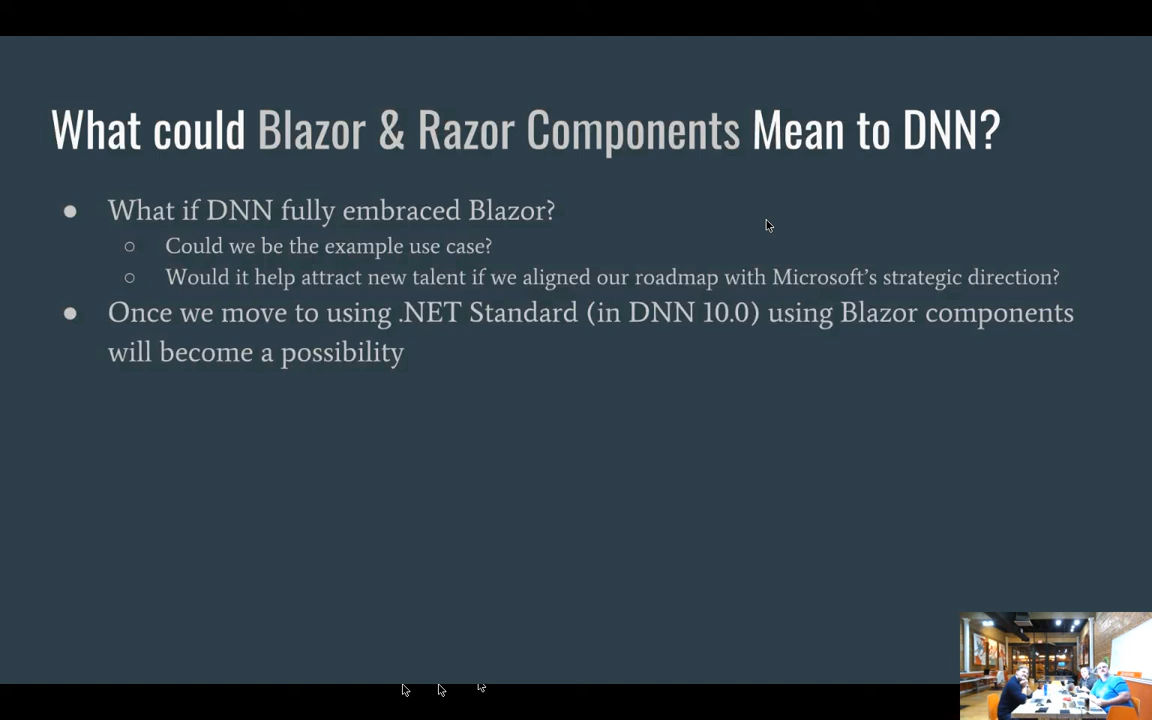 What could Blazor & Razor Components Mean to DNN?
● What if DNN fully embraced Blazor?
○ Could we be the example use case?
○ Would it help attract new talent if we aligned our roadmap with Microsoft's strategic direction?
● Once we move to using .NET Standard (in DNN 10.0) using Blazor components
will become a possibility